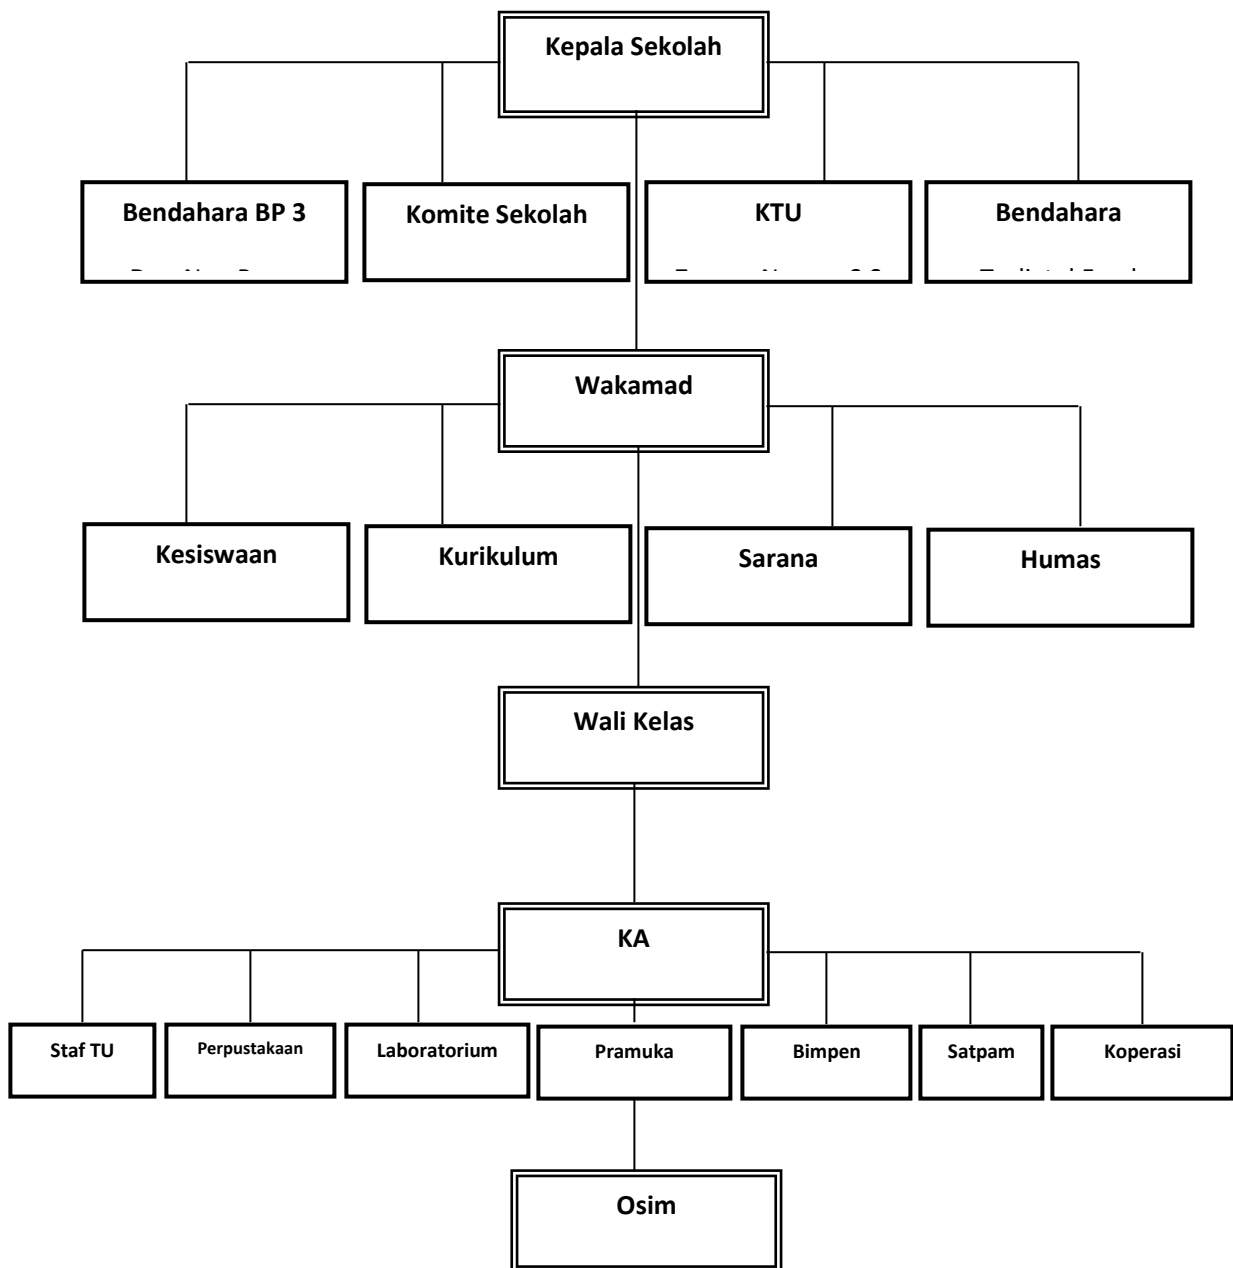 Kepala Sekolah
Bendahara BP 3
Komite Sekolah
KTU
Bendahara
Wakamad
Kesiswaan
Kurikulum
Sarana
Humas
Wali Kelas
KA
Staf TU
Perpustakaan
Laboratorium
Pramuka
Bimpen
Satpam
Koperasi
Osim